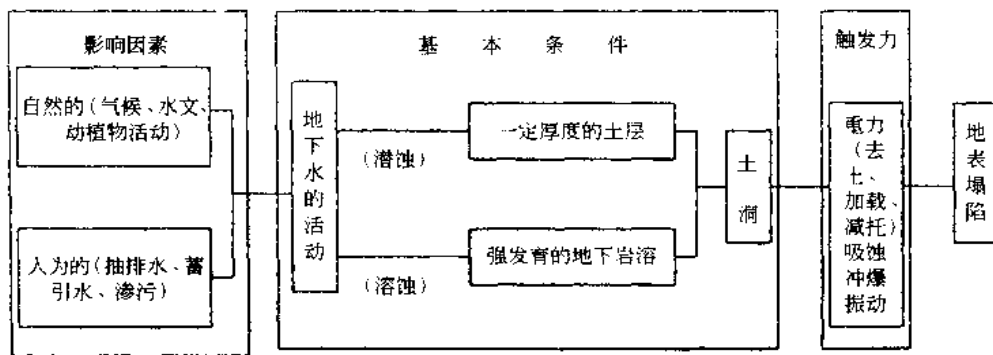 影响因素
自然的(气候、水文、
动植物活动)
人为的(抽排水、蓄
引水、渗污)
基本条件
地下水的活动
(潜蚀)
(溶蚀)
一定厚度的土层
强发育的地下岩溶
土洞
触发力
重力
(去
土、
加载、
减托)
吸蚀
冲爆
振动
地表塌陷